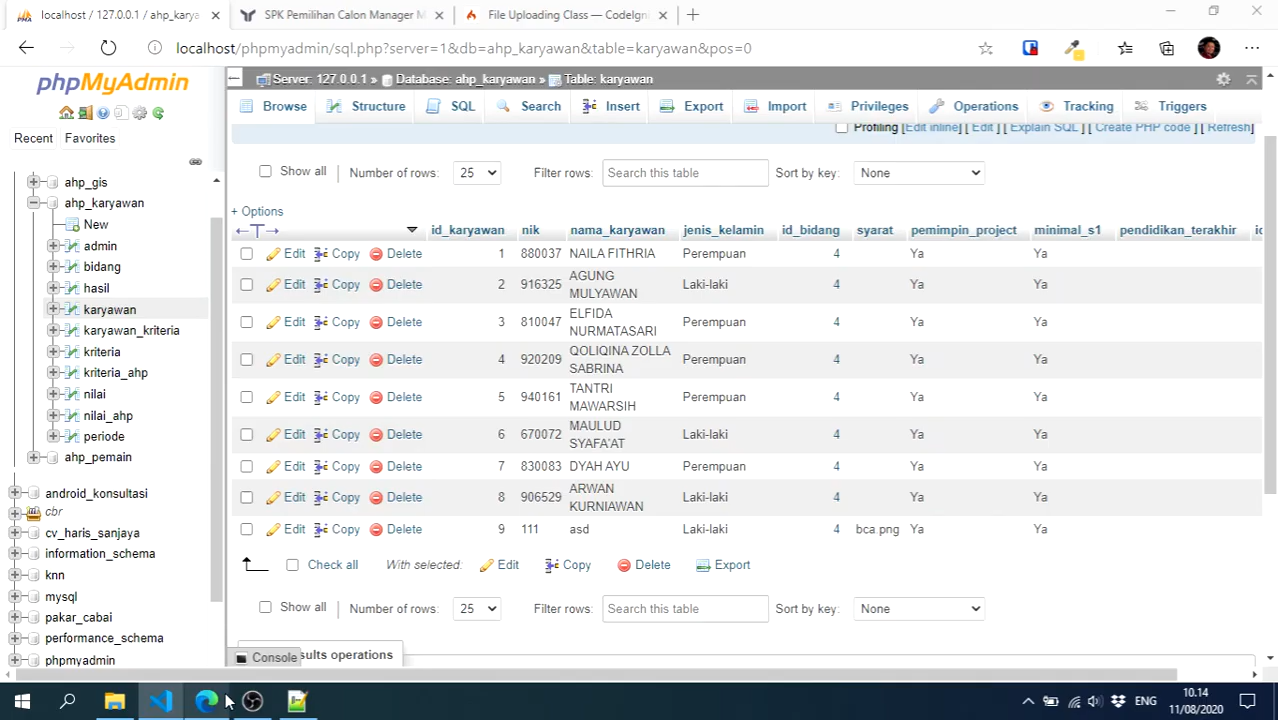 localhost / 127.0.0.1 / ahp_karya
SPK Pemilihan Calon Manager M
File Uploading Class — CodeIgni
localhost/phpmyadmin/sql.php?server=1&db=ahp_karyawan&table=karyawan&pos=0
phpMyAdmin
Recent Favorites
ahp_gis
ahp_karyawan
New
admin
bidang
hasil
karyawan
karyawan_kriteria
kriteria
kriteria_ahp
nilai
nilai_ahp
periode
ahp_pemain
android_konsultasi
cbr
cv_haris_sanjaya
information_schema
knn
mysql
pakar_cabai
performance_schema
phpmyadmin
Server: 127.0.0.1 » Database: ahp_karyawan » Table: karyawan
Browse Structure SQL Search Insert Export Import Privileges Operations Tracking Triggers
Profiling [Edit inline] [ Edit ] [ Explain SQL ] [ Create PHP code ] [ Refresh]
Show all Number of rows: 25 Filter rows: Search this table Sort by key: None
+ Options
id_karyawan nik nama_karyawan jenis_kelamin id_bidang syarat pemimpin_project minimal_s1 pendidikan_terakhir
Edit Copy Delete 1 880037 NAILA FITHRIA Perempuan 4 Ya Ya
Edit Copy Delete 2 916325 AGUNG MULYAWAN Laki-laki 4 Ya Ya
Edit Copy Delete 3 810047 ELFIDA NURMATASARI Perempuan 4 Ya Ya
Edit Copy Delete 4 920209 QOLIQINA ZOLLA SABRINA Perempuan 4 Ya Ya
Edit Copy Delete 5 940161 TANTRI MAWARSIH Perempuan 4 Ya Ya
Edit Copy Delete 6 670072 MAULUD SYAFA'AT Laki-laki 4 Ya Ya
Edit Copy Delete 7 830083 DYAH AYU Perempuan 4 Ya Ya
Edit Copy Delete 8 906529 ARWAN KURNIAWAN Laki-laki 4 Ya Ya
Edit Copy Delete 9 111 asd Laki-laki 4 bca.png Ya Ya
Check all With selected: Edit Copy Delete Export
Show all Number of rows: 25 Filter rows: Search this table Sort by key: None
Console sults operations
ENG
10.14
11/08/2020